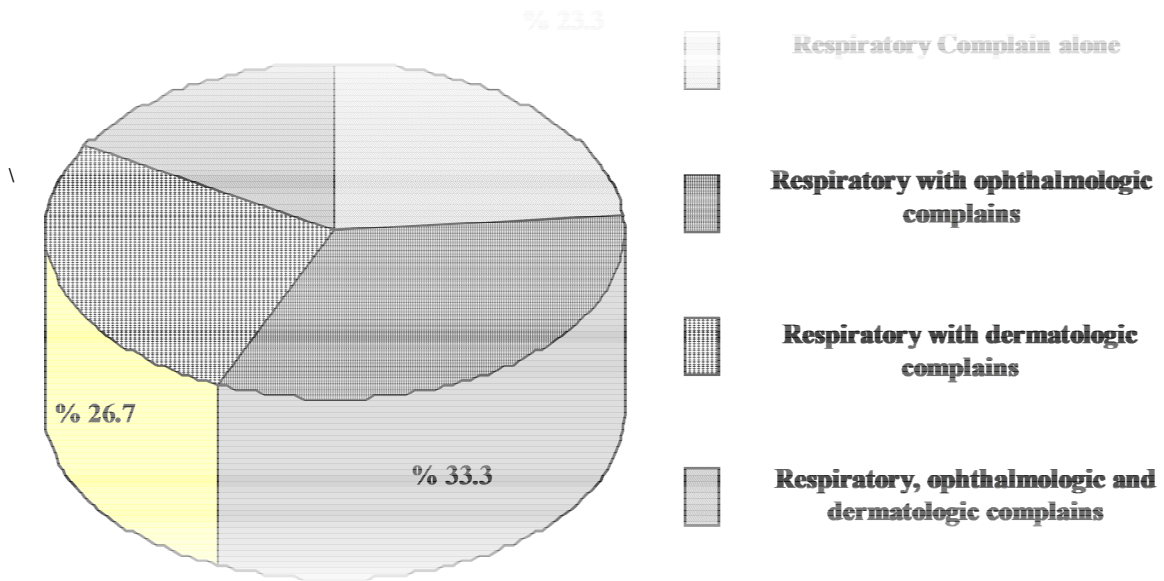 % 23.3
Respiratory Complain alone
\
Respiratory with ophthalmologic
complains
Respiratory with dermatologic
complains
% 26.7
% 33.3
Respiratory, ophthalmologic and
dermatologic complains